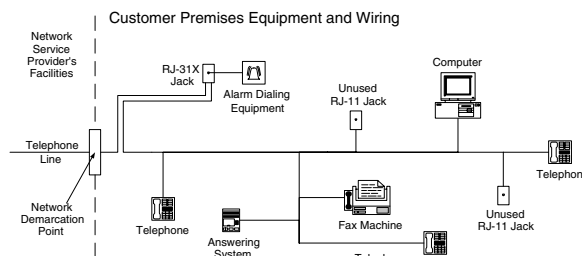 Customer Premises Equipment and Wiring
Network
Service
Provider's
Facilities
RJ-31X
Jack
Alarm Dialing
Equipment
Unused
RJ-11 Jack
Computer
Telephone
Line
Network
Demarcation
Point
Telephone
Answering
System
Fax Machine
Unused
RJ-11 Jack